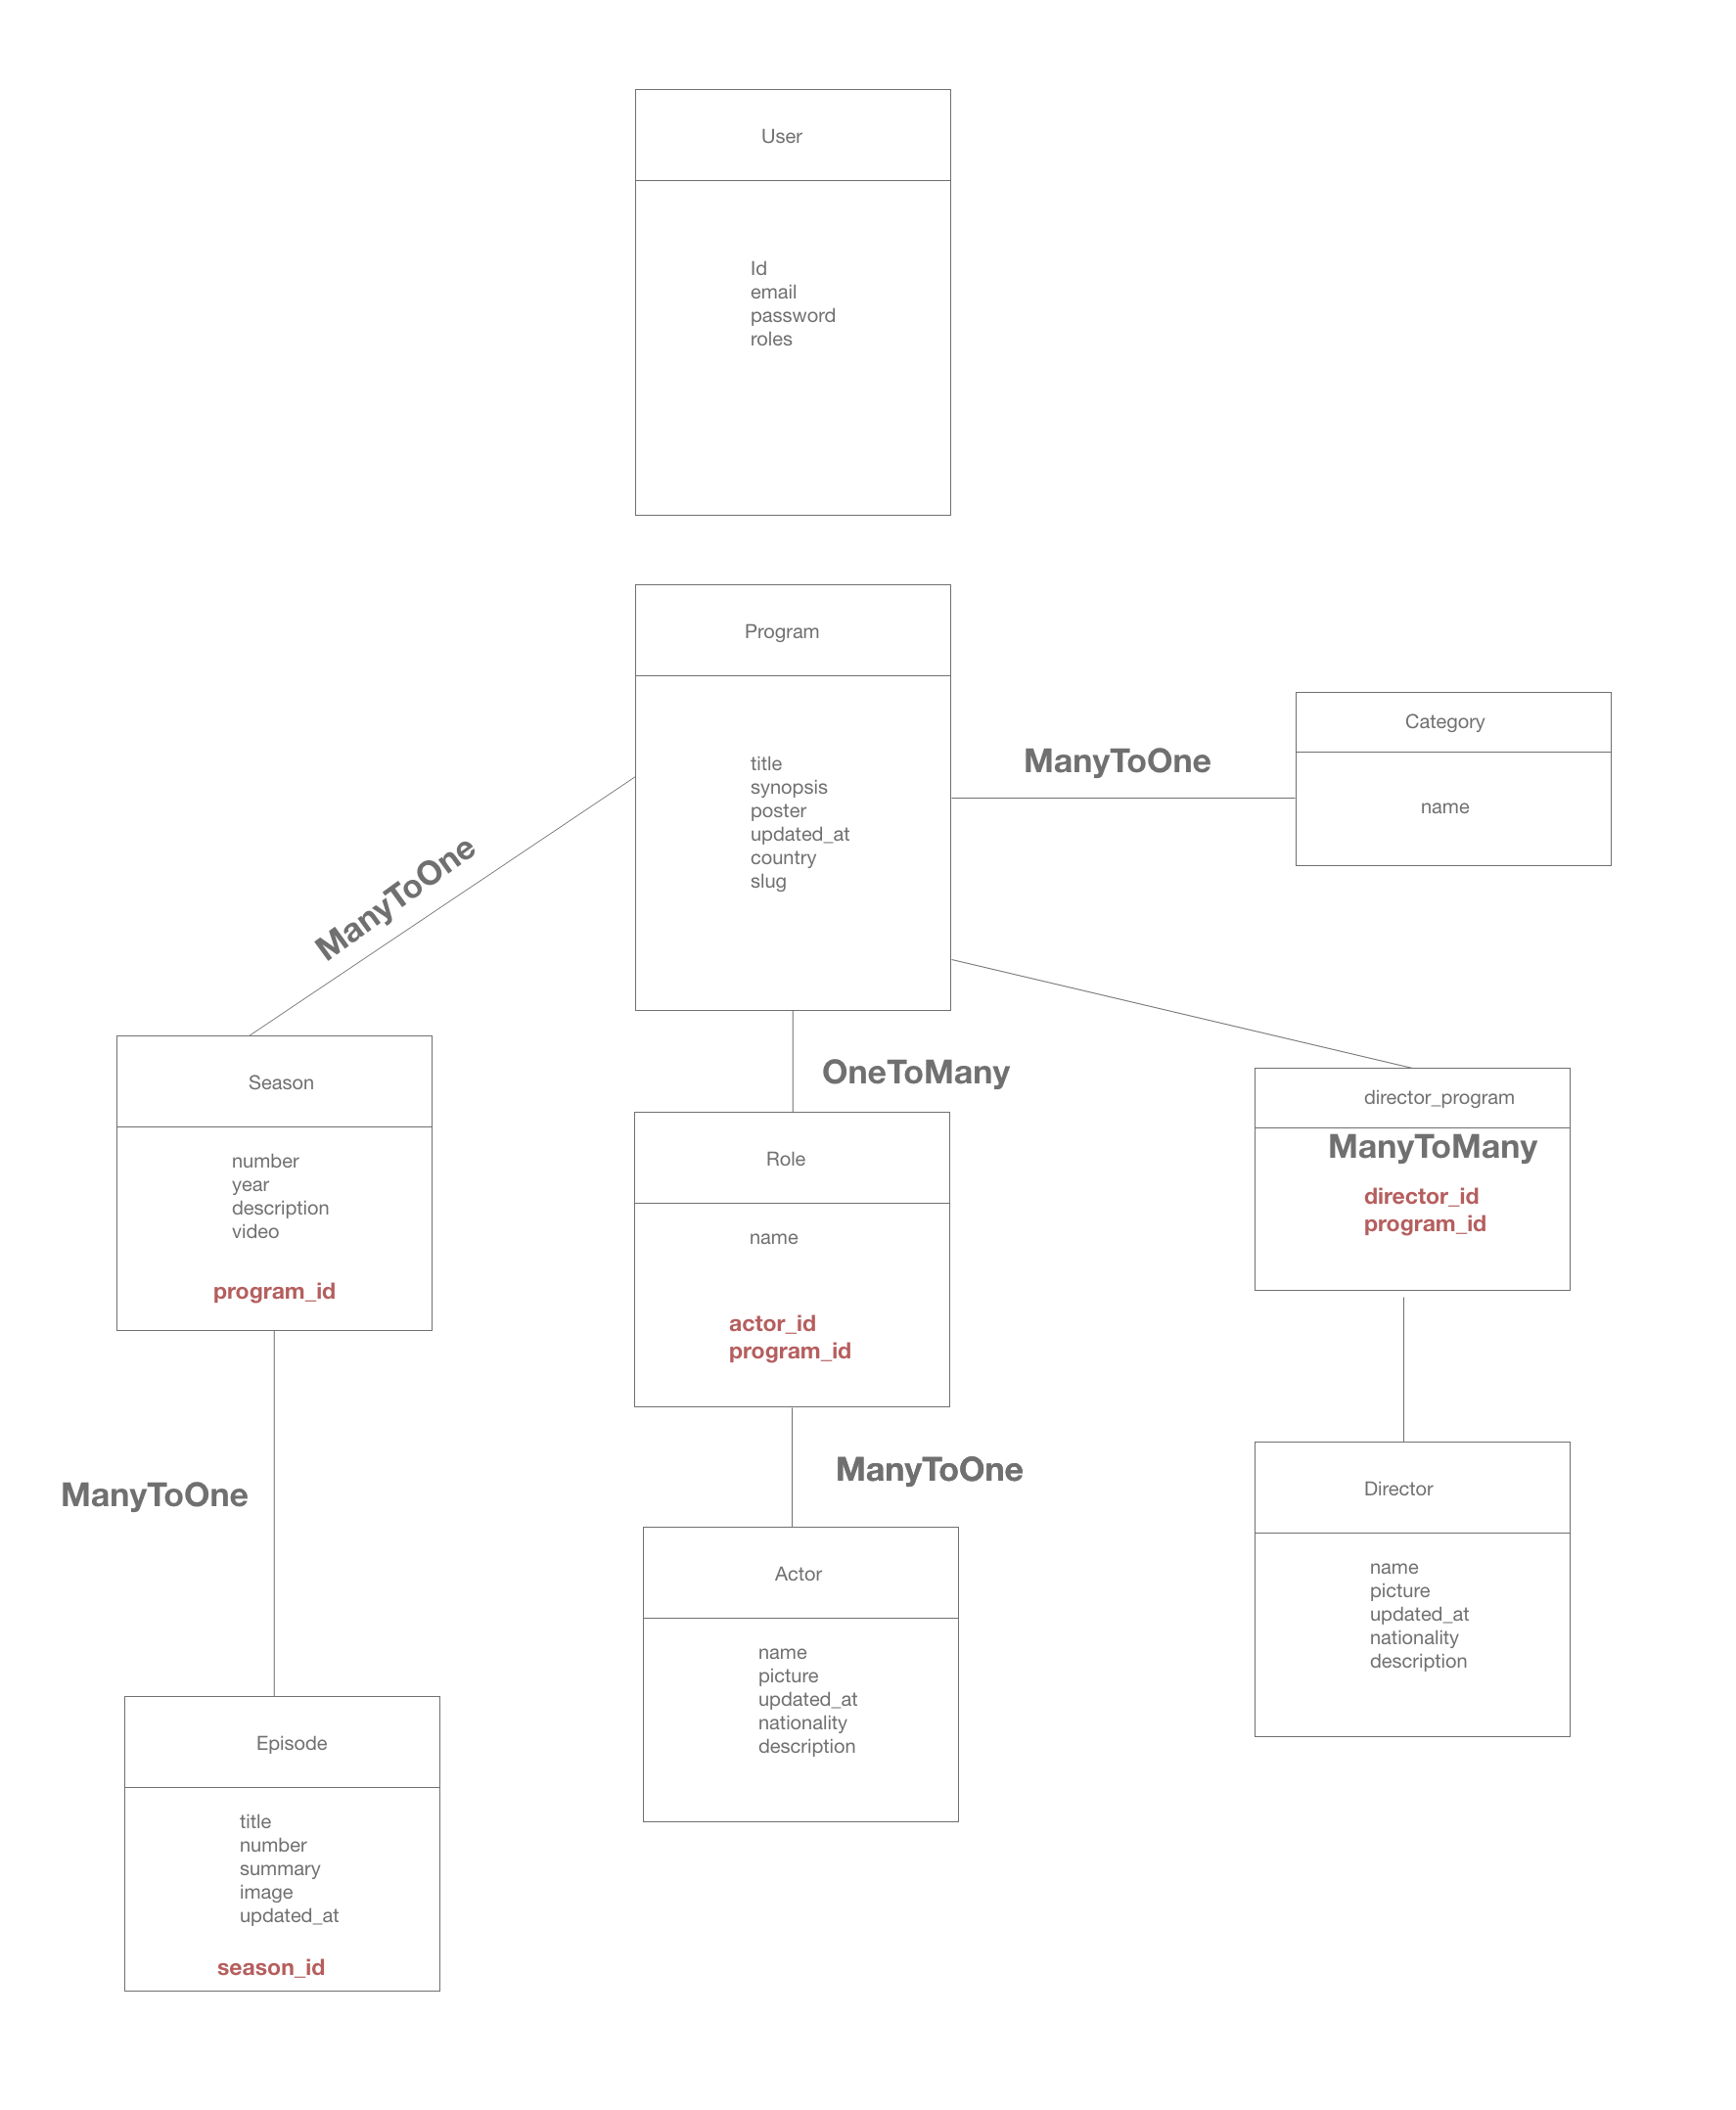 User
Id
email
password
roles
Program
title
synopsis
poster
updated_at
country
slug
ManyToOne
Category
name
ManyToOne
Season
number
year
description
video
program_id
OneToMany
Role
name
actor_id
program_id
director_program
ManyToMany
director_id
program_id
ManyToOne
Episode
title
number
summary
image
updated_at
season_id
ManyToOne
Actor
name
picture
updated_at
nationality
description
Director
name
picture
updated_at
nationality
description